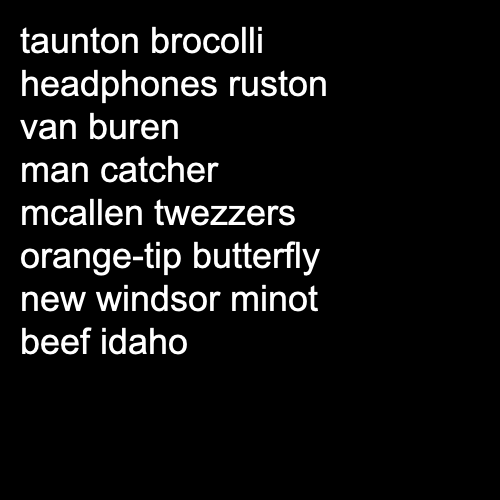 taunton brocolli
headphones ruston
van buren
man catcher
mcallen twezzers
orange-tip butterfly
new windsor minot
beef idaho